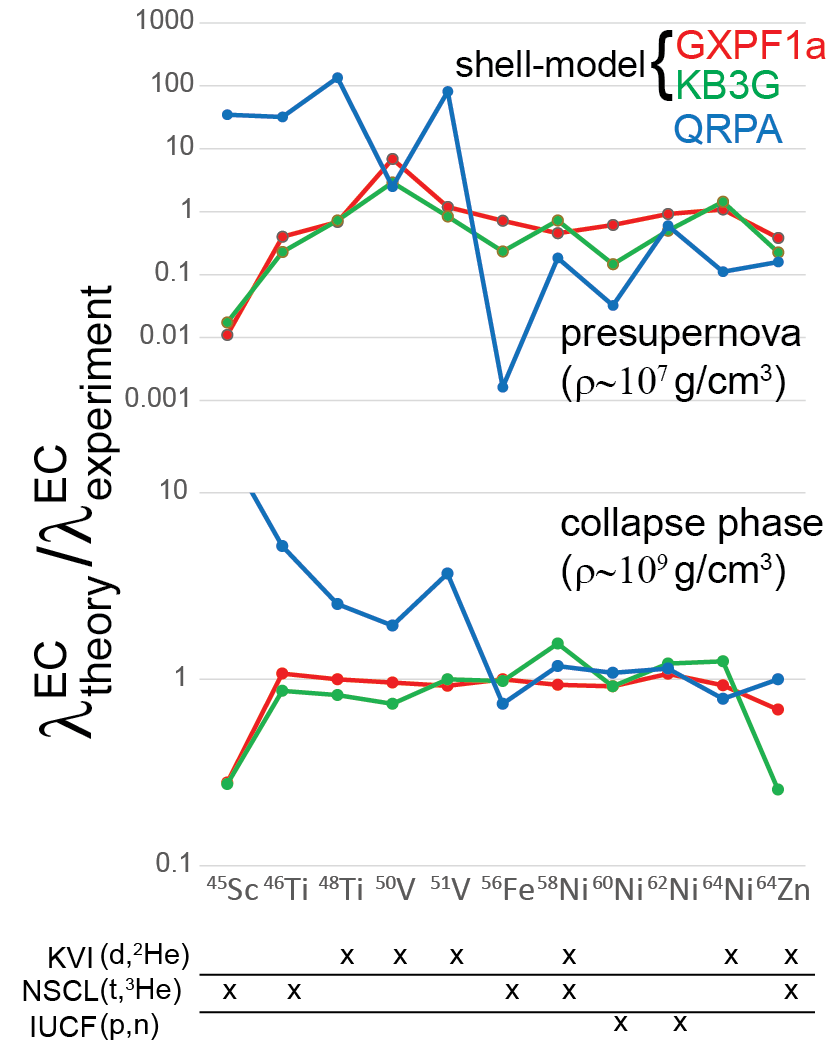 1000
100
10
1
0.1
0.01
0.001
shell-model { GXPF1a
KB3G
QRPA
presupernova
(ρ~10⁷ g/cm³)
λᴱᶜtheory/λᴱᶜexperiment
10
1
0.1
collapse phase
(ρ~10⁹ g/cm³)
⁴⁵Sc ⁴⁶Ti ⁴⁸Ti ⁵⁰V ⁵¹V ⁵⁶Fe ⁵⁸Ni ⁶⁰Ni ⁶²Ni ⁶⁴Ni ⁶⁴Zn
KVI (d,²He) x x x x x x
NSCL (t,³He) x x x x x
IUCF (p,n) x x